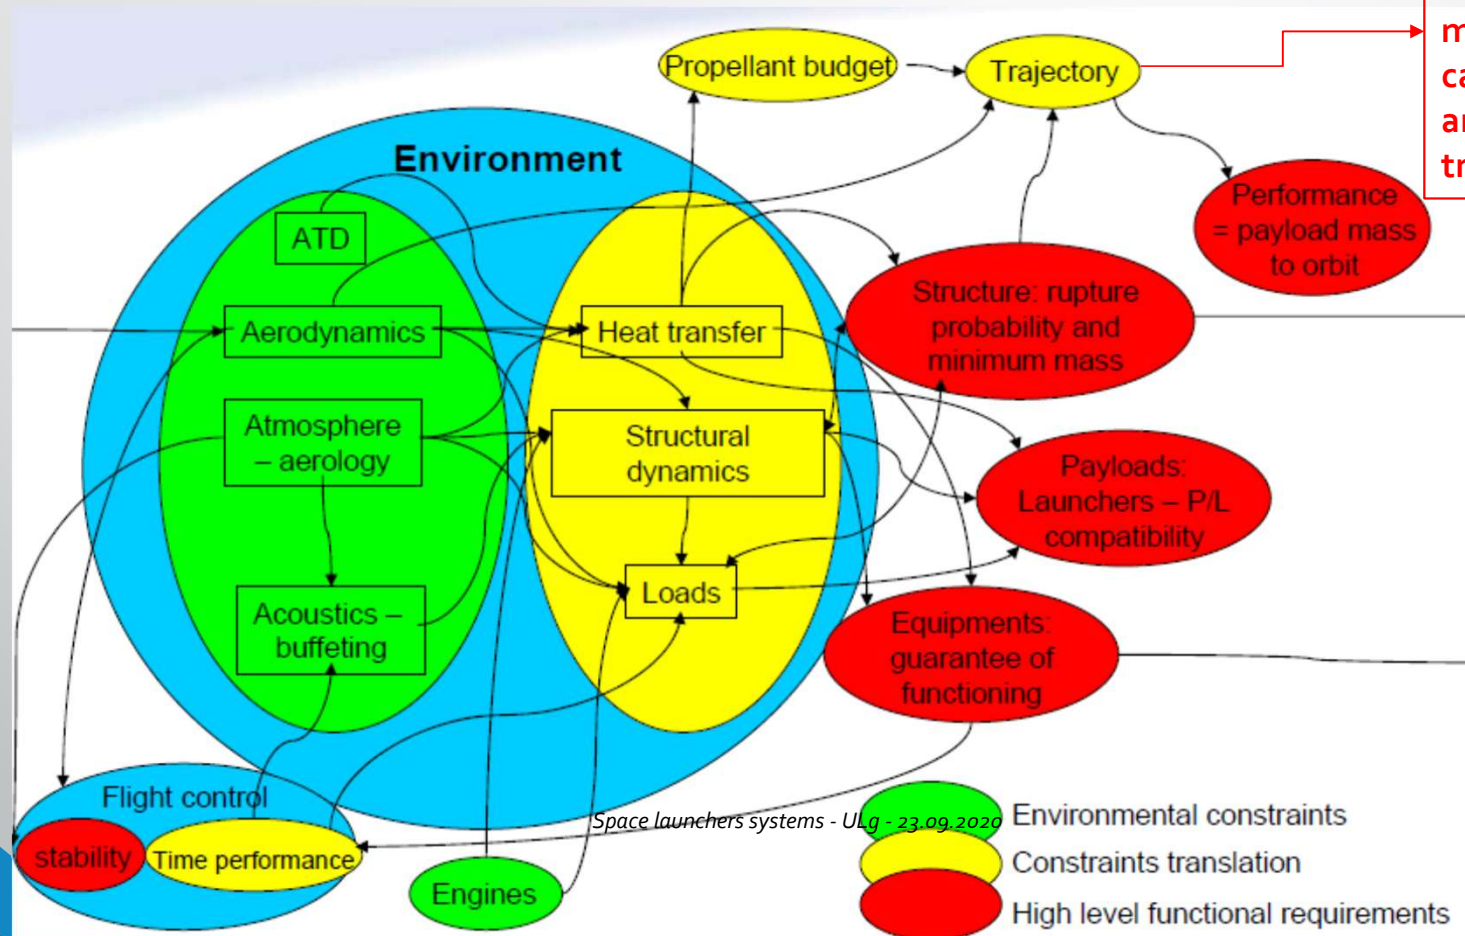 Propellant budget
Trajectory
Environment
Performance
= payload mass
to orbit
ATD
Structure: rupture
probability and
minimum mass
Aerodynamics
Heat transfer
Atmosphere
– aerology
Structural
dynamics
Payloads:
Launchers – P/L
compatibility
Acoustics –
buffeting
Loads
Equipments:
guarantee of
functioning
Flight control
stability
Time performance
Engines
Space launchers systems - ULg - 23.09.2020
Environmental constraints
Constraints translation
High level functional requirements